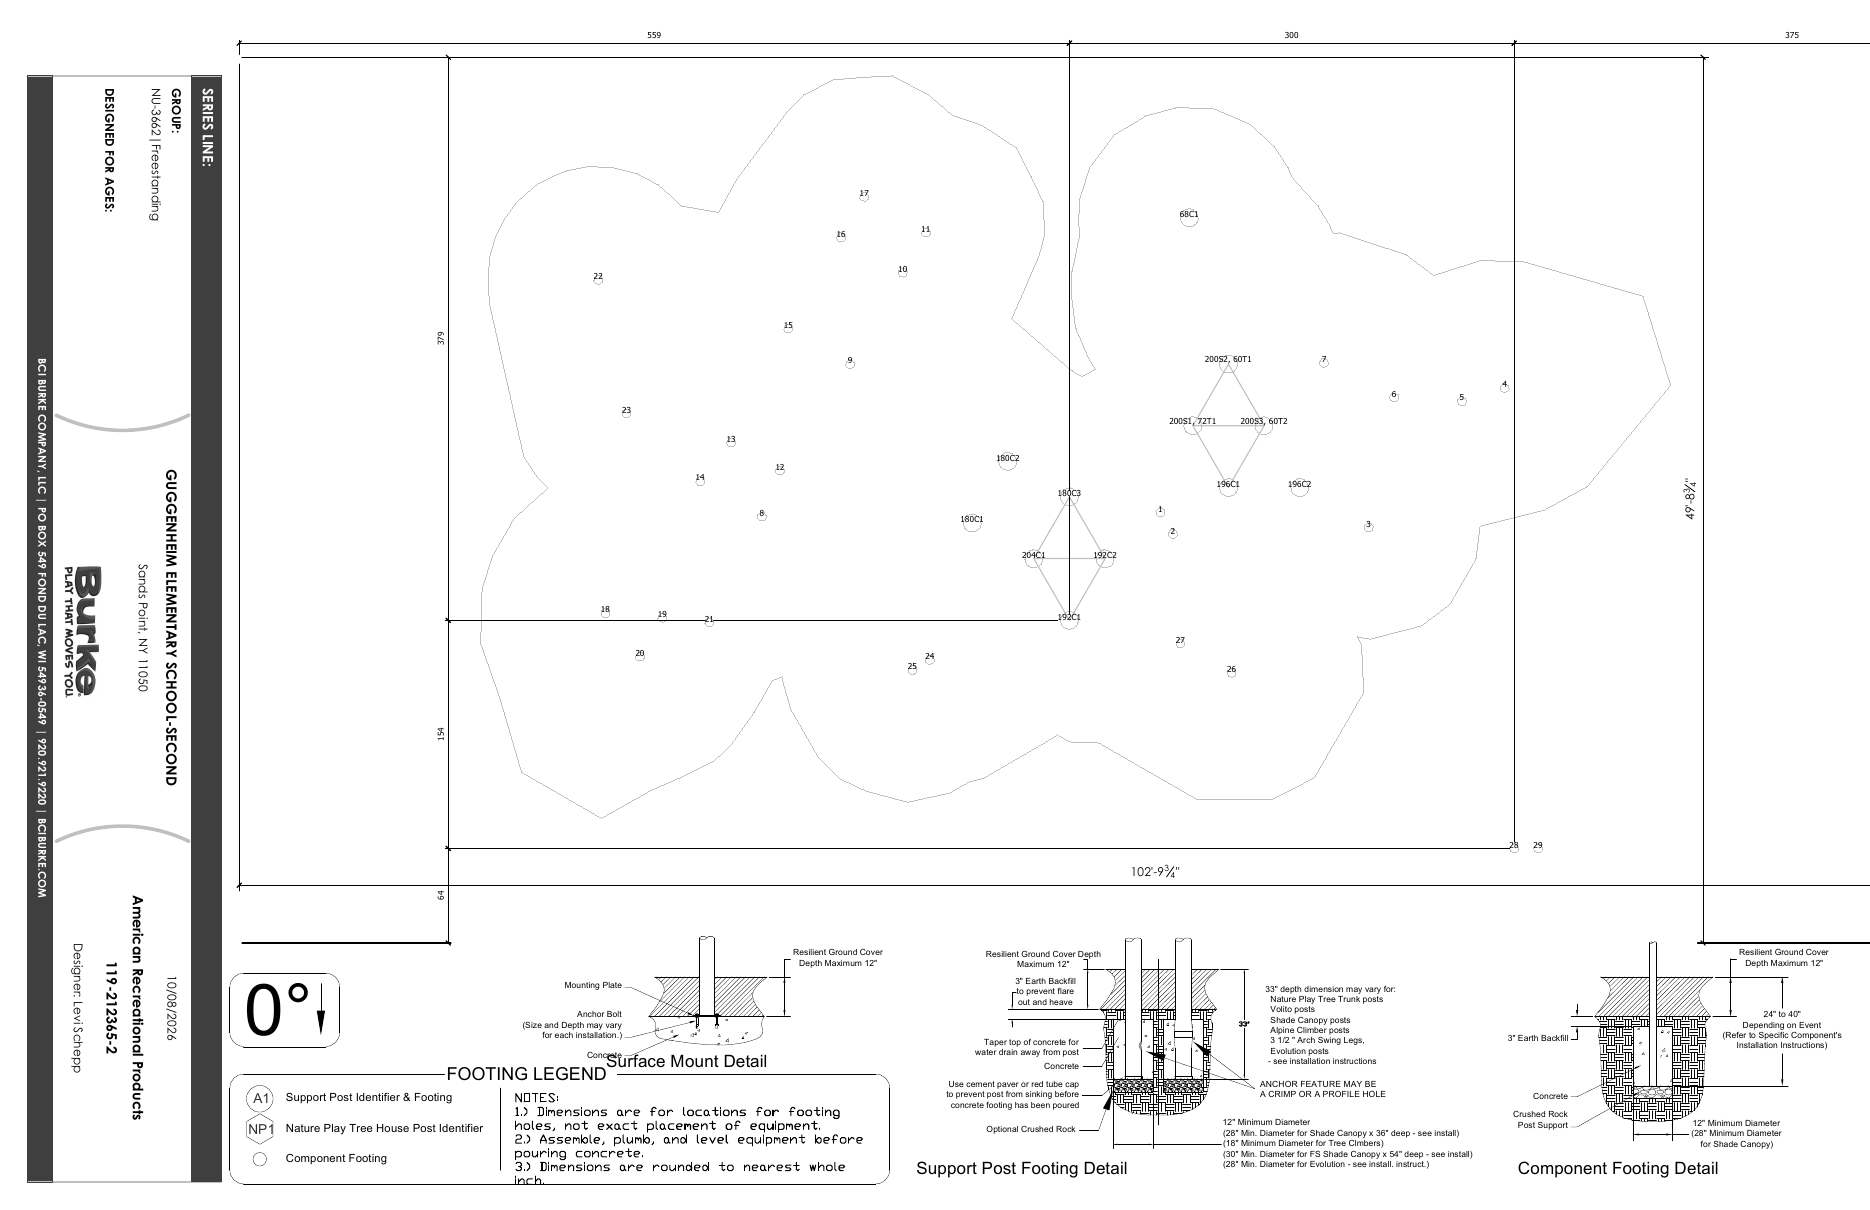 559
300
375
SERIES LINE:
GROUP:
NU-3662 | Freestanding
DESIGNED FOR AGES:
GUGGENHEIM ELEMENTARY SCHOOL-SECOND
Sands Point, NY 11050
Burke
PLAY THAT MOVES YOU.
American Recreational Products
119-212365-2
10/08/2026
Designer: Levi Schepp
BCI BURKE COMPANY, LLC | PO BOX 549 FOND DU LAC, WI 54936-0549 | 920.921.9220 | BCIBURKE.COM
17
16
11
10
22
15
9
23
13
12
14
8
68C1
200S2, 60T1
7
4
6
5
200S1, 72T1
200S3, 60T2
180C2
196C1
196C2
180C3
180C1
1
2
3
204C1
192C2
18
19
21
192C1
20
24
25
27
26
28
29
379
154
64
49'-8¾"
102'-9¾"
0°
Mounting Plate
Anchor Bolt
(Size and Depth may vary
for each installation.)
Concrete
Resilient Ground Cover
Depth Maximum 12"
Surface Mount Detail
FOOTING LEGEND
A1
Support Post Identifier & Footing
NP1
Nature Play Tree House Post Identifier
Component Footing
NOTES:
1.) Dimensions are for locations for footing
holes, not exact placement of equipment.
2.) Assemble, plumb, and level equipment before
pouring concrete.
3.) Dimensions are rounded to nearest whole
inch.
Resilient Ground Cover Depth
Maximum 12"
3" Earth Backfill
to prevent flare
out and heave
Taper top of concrete for
water drain away from post
Concrete
Use cement paver or red tube cap
to prevent post from sinking before
concrete footing has been poured
Optional Crushed Rock
33"
33" depth dimension may vary for:
Nature Play Tree Trunk posts
Volito posts
Shade Canopy posts
Alpine Climber posts
3 1/2 " Arch Swing Legs,
Evolution posts
- see installation instructions
ANCHOR FEATURE MAY BE
A CRIMP OR A PROFILE HOLE
12" Minimum Diameter
(28" Min. Diameter for Shade Canopy x 36" deep - see install)
(18" Minimum Diameter for Tree Clmbers)
(30" Min. Diameter for FS Shade Canopy x 54" deep - see install)
(28" Min. Diameter for Evolution - see install. instruct.)
Support Post Footing Detail
Resilient Ground Cover
Depth Maximum 12"
3" Earth Backfill
24" to 40"
Depending on Event
(Refer to Specific Component's
Installation Instructions)
Concrete
Crushed Rock
Post Support
12" Minimum Diameter
(28" Minimum Diameter
for Shade Canopy)
Component Footing Detail